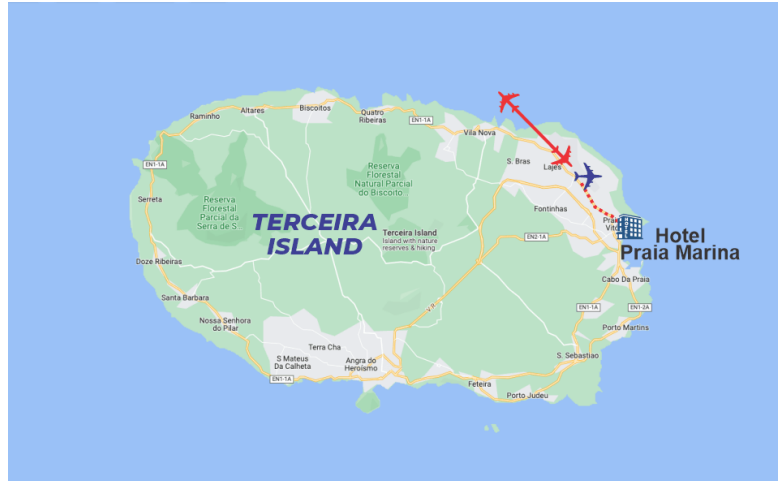 Altares
Biscoitos
Quatro
Ribeiras
EN1-1A
Raminho
Vila Nova
S. Bras
Lajes
EN1-1A
Reserva
Florestal
Natural Parcial
do Biscoito
Reserva
Florestal
Parcial da
Serra de S..
Serreta
Fontinhas
TERCEIRA
ISLAND
Terceira Island
Island with nature
reserves & hiking
EN2-1A
Hotel
Praia Marina
Doze Ribeiras
Cabo Da Praia
Santa Barbara
V.R.
EN1-1A
EN1-2A
Nossa Senhora
do Pilar
Porto Martins
Terra Cha
S Mateus
Da Calheta
Angra do
Heroísmo
S. Sebastiao
EN1-1A
Feteira
Porto Judeu